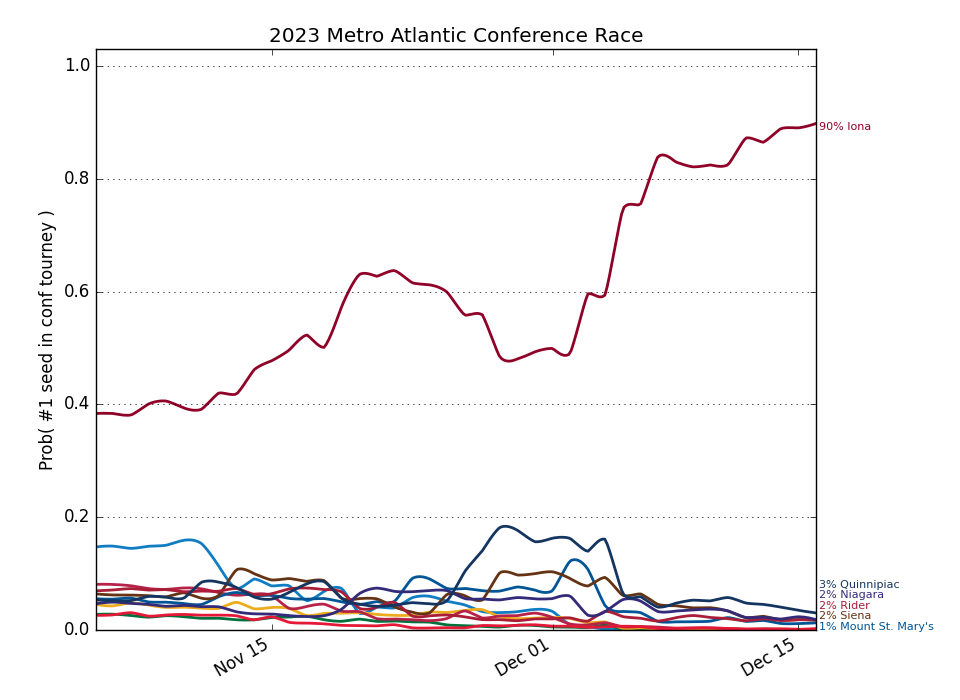 2023 Metro Atlantic Conference Race
Prob( #1 seed in conf tourney )
1.0
0.8
0.6
0.4
0.2
0.0
Nov 15
Dec 01
Dec 15
90% Iona
3% Quinnipiac
2% Niagara
2% Rider
2% Siena
1% Mount St. Mary's